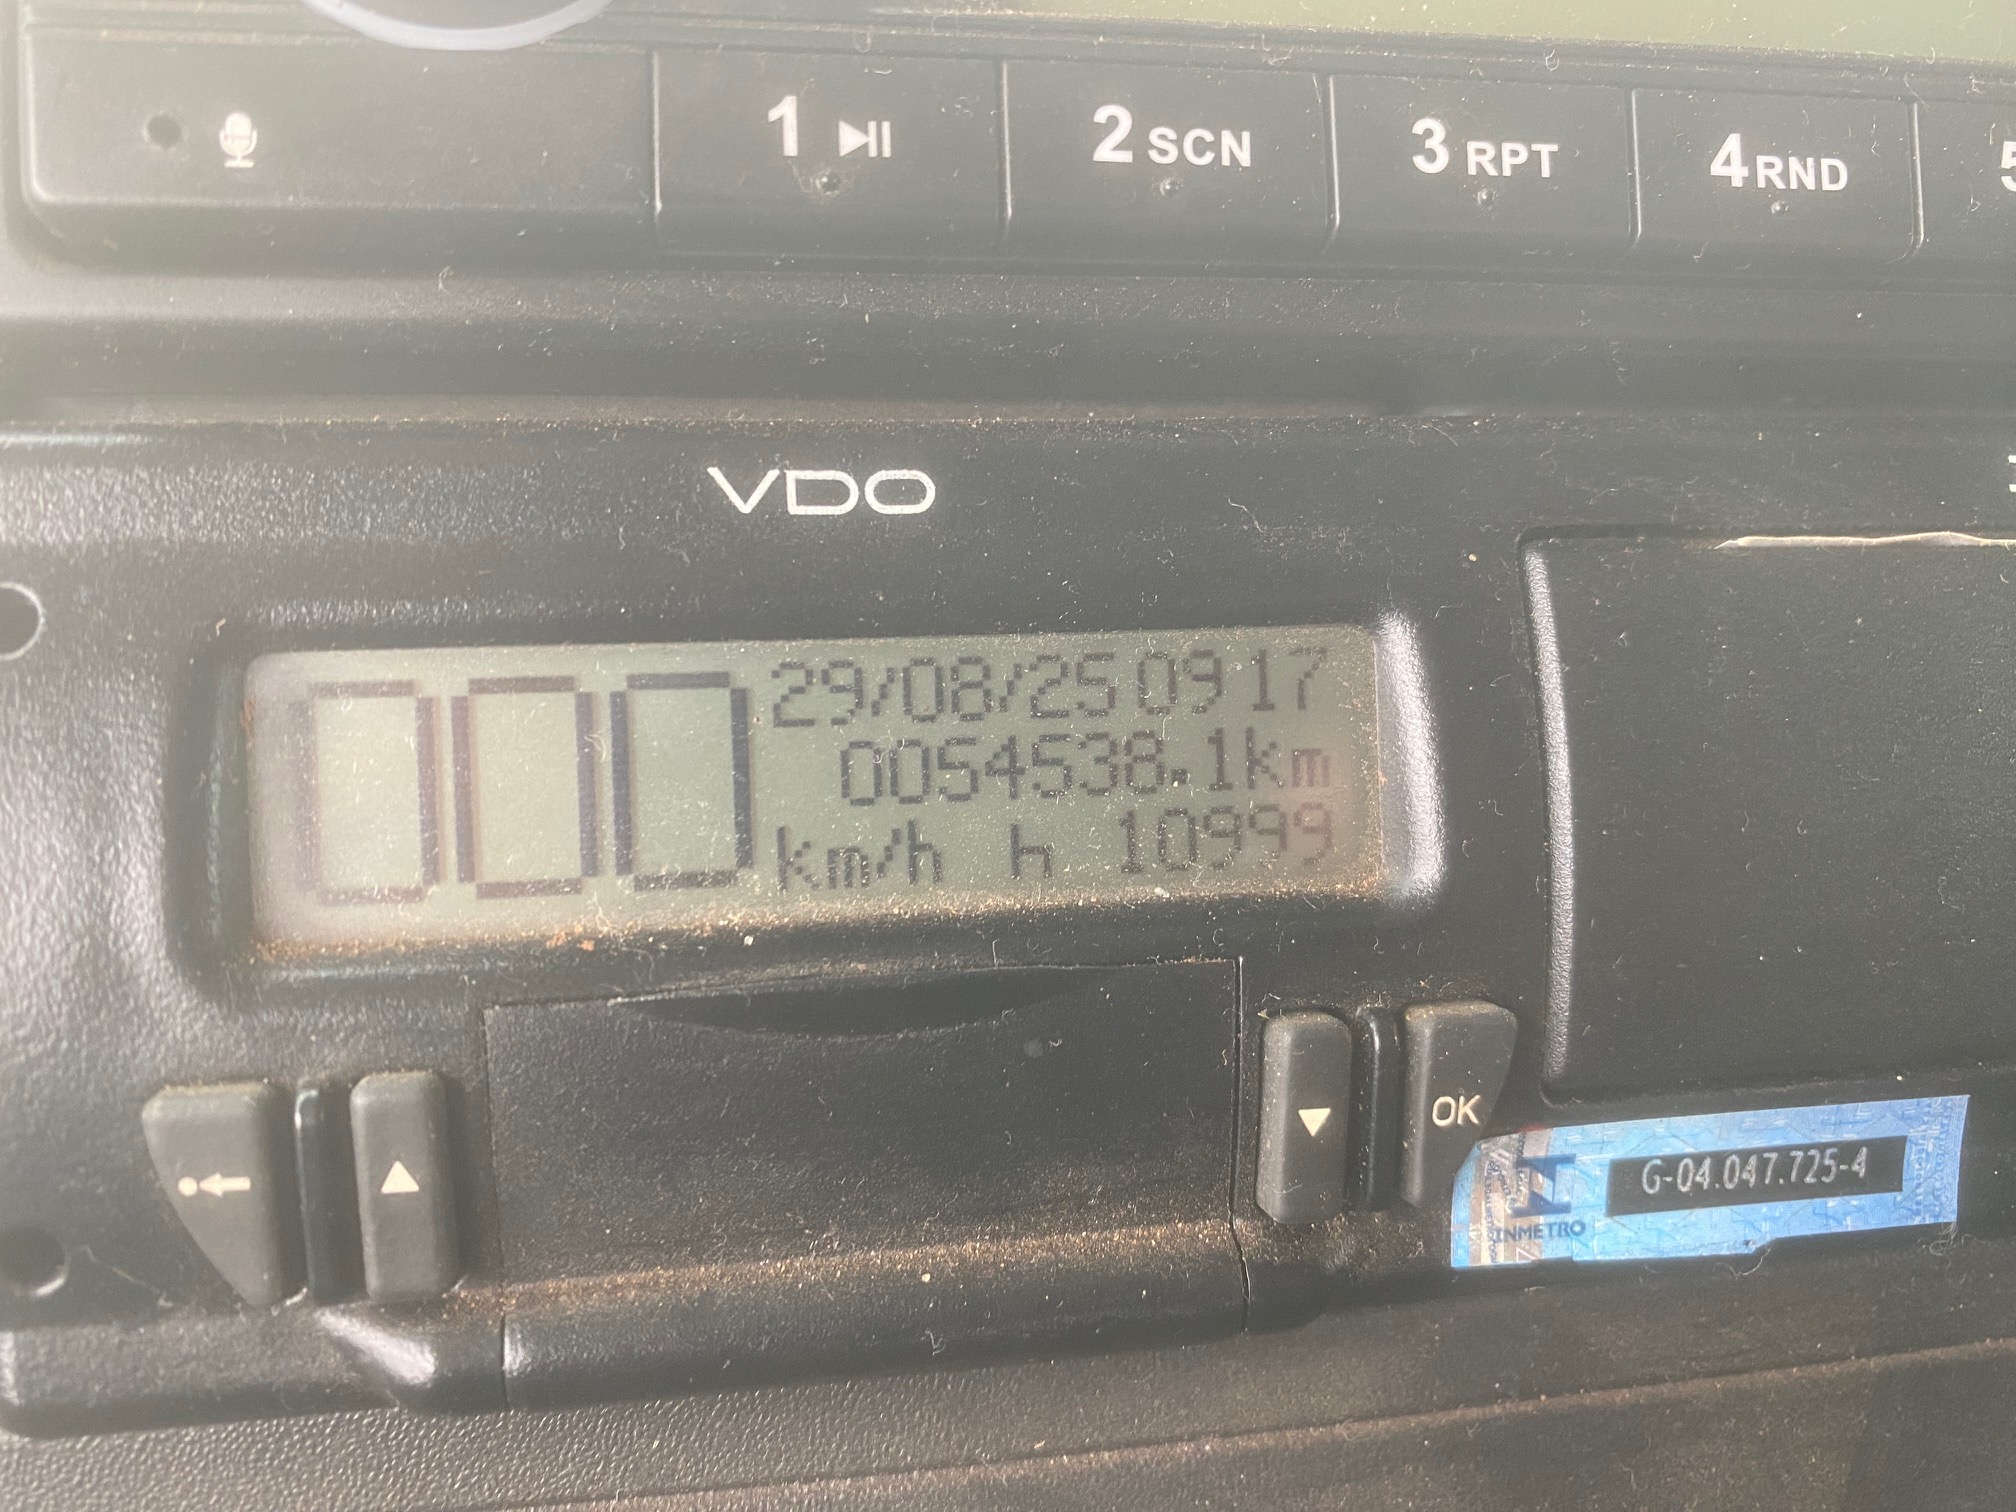 1 2 SCN 3 RPT 4 RND 5
VDO
000 29/08/25 09 17
0054538.1km
km/h h 10999
OK
G-04.047.725-4
INMETRO